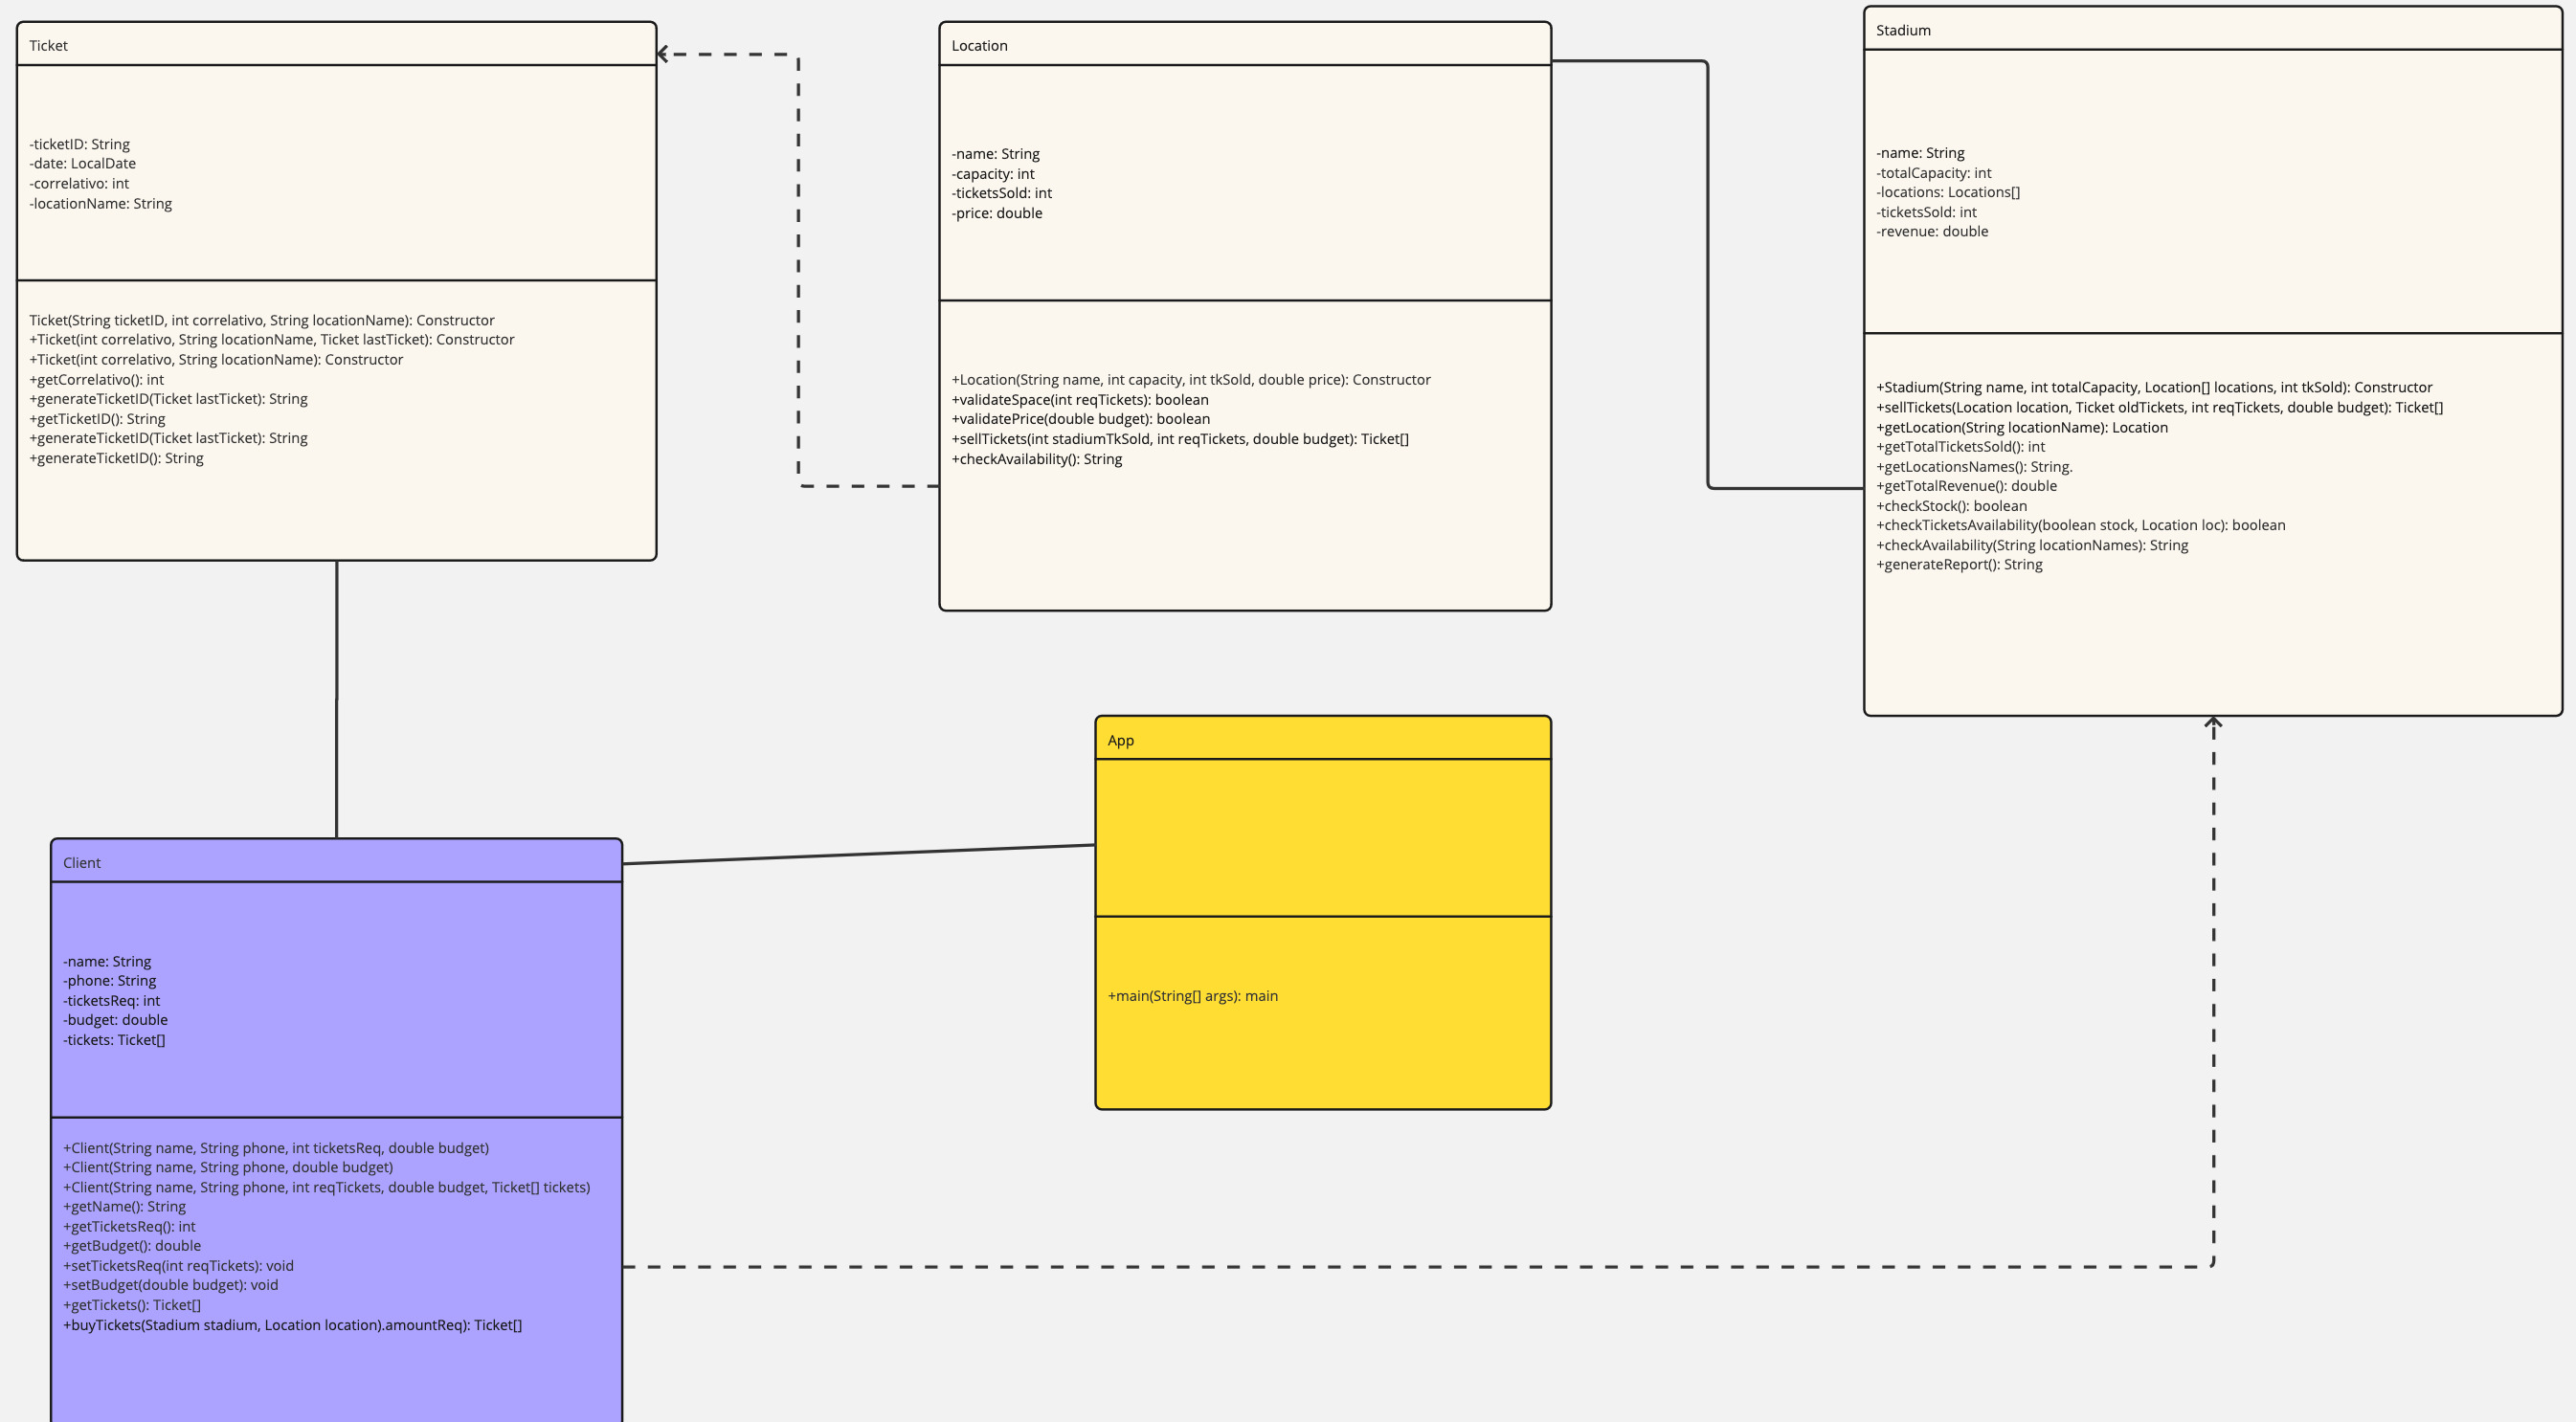 Ticket
-ticketID: String
-date: LocalDate
-correlativo: int
-locationName: String
Ticket(String ticketID, int correlativo, String locationName): Constructor
+Ticket(int correlativo, String locationName, Ticket lastTicket): Constructor
+Ticket(int correlativo, String locationName): Constructor
+getCorrelativo(): int
+generateTicketID(Ticket lastTicket): String
+getTicketID(): String
+generateTicketID(Ticket lastTicket): String
+generateTicketID(): String
Location
-name: String
-capacity: int
-ticketsSold: int
-price: double
+Location(String name, int capacity, int tkSold, double price): Constructor
+validateSpace(int reqTickets): boolean
+validatePrice(double budget): boolean
+sellTickets(int stadiumTkSold, int reqTickets, double budget): Ticket[]
+checkAvailability(): String
Stadium
-name: String
-totalCapacity: int
-locations: Locations[]
-ticketsSold: int
-revenue: double
+Stadium(String name, int totalCapacity, Location[] locations, int tkSold): Constructor
+sellTickets(Location location, Ticket oldTickets, int reqTickets, double budget): Ticket[]
+getLocation(String locationName): Location
+getTotalTicketsSold(): int
+getLocationsNames(): String.
+getTotalRevenue(): double
+checkStock(): boolean
+checkTicketsAvailability(boolean stock, Location loc): boolean
+checkAvailability(String locationNames): String
+generateReport(): String
App
+main(String[] args): main
Client
-name: String
-phone: String
-ticketsReq: int
-budget: double
-tickets: Ticket[]
+Client(String name, String phone, int ticketsReq, double budget)
+Client(String name, String phone, double budget)
+Client(String name, String phone, int reqTickets, double budget, Ticket[] tickets)
+getName(): String
+getTicketsReq(): int
+getBudget(): double
+setTicketsReq(int reqTickets): void
+setBudget(double budget): void
+getTickets(): Ticket[]
+buyTickets(Stadium stadium, Location location).amountReq): Ticket[]